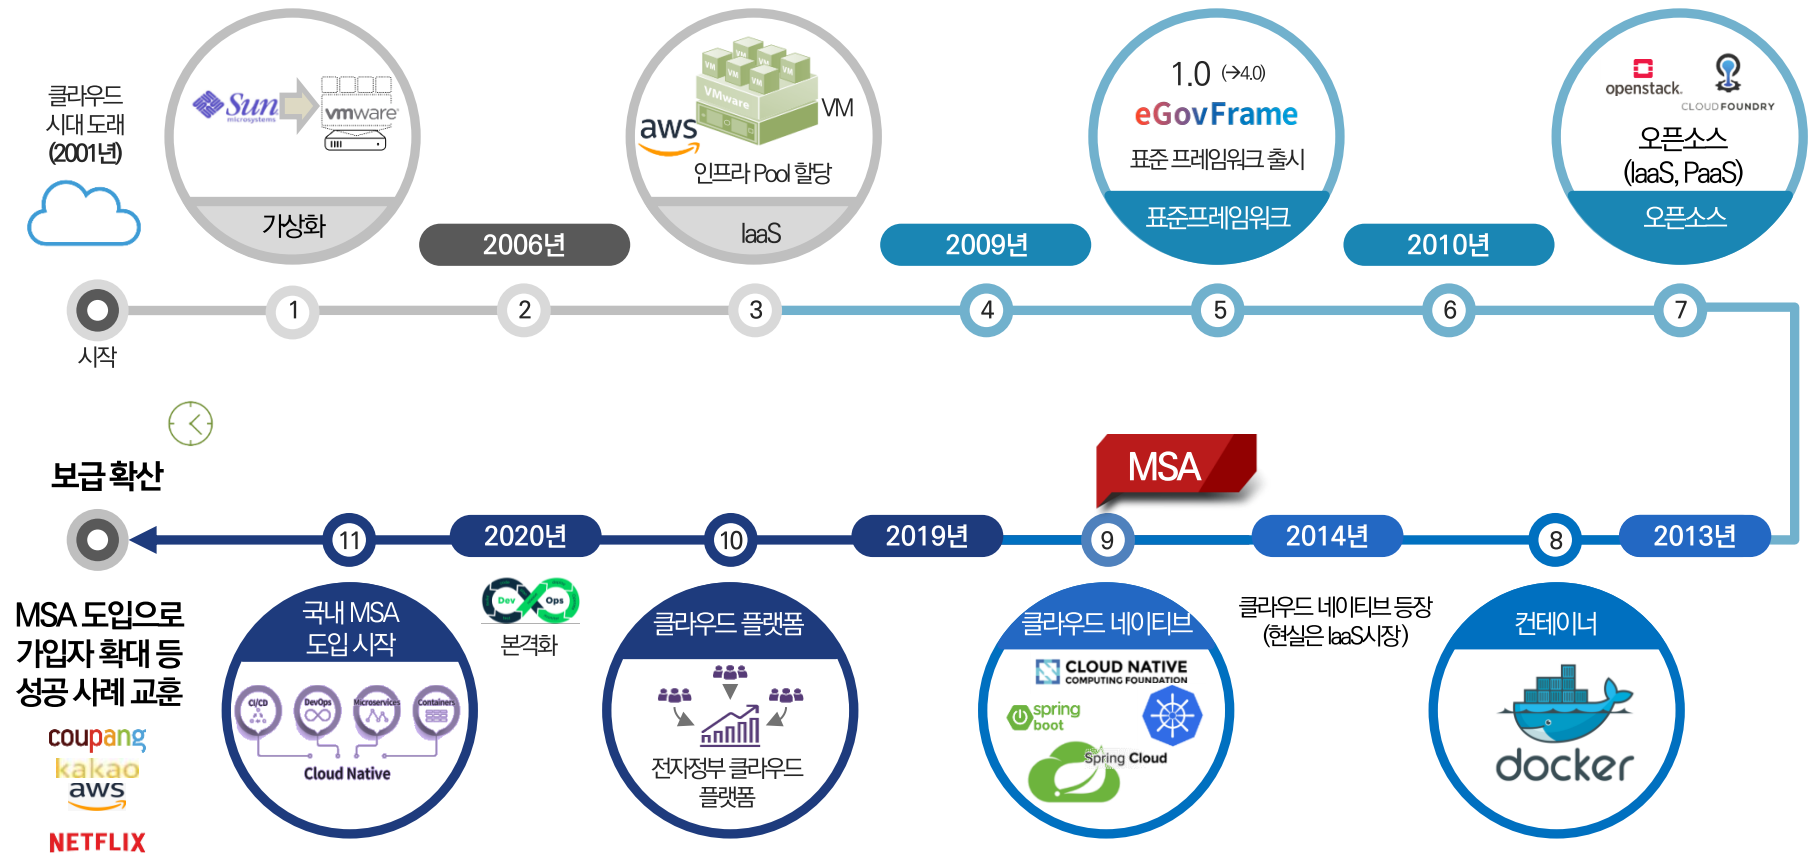 클라우드
시대 도래
(2001년)
시작
Sun
microsystems
vmware
가상화
1
2006년
2
VM
VM
VM
VM
VM
VM
VMware
VM
aws
인프라 Pool 할당
IaaS
3
2009년
4
1.0 (→4.0)
eGovFrame
표준 프레임워크 출시
표준프레임워크
5
2010년
6
openstack.
CLOUDFOUNDRY
오픈소스
(IaaS, PaaS)
오픈소스
7
2013년
8
컨테이너
docker
2014년
클라우드 네이티브 등장
(현실은 IaaS시장)
MSA
9
클라우드 네이티브
CLOUD NATIVE
COMPUTING FOUNDATION
spring
boot
Spring Cloud
2019년
10
클라우드 플랫폼
전자정부 클라우드
플랫폼
2020년
Dev Ops
본격화
11
국내 MSA
도입 시작
CI/CD
DevOps
Microservices
Containers
Cloud Native
보급 확산
MSA 도입으로
가입자 확대 등
성공 사례 교훈
coupang
kakao
aws
NETFLIX